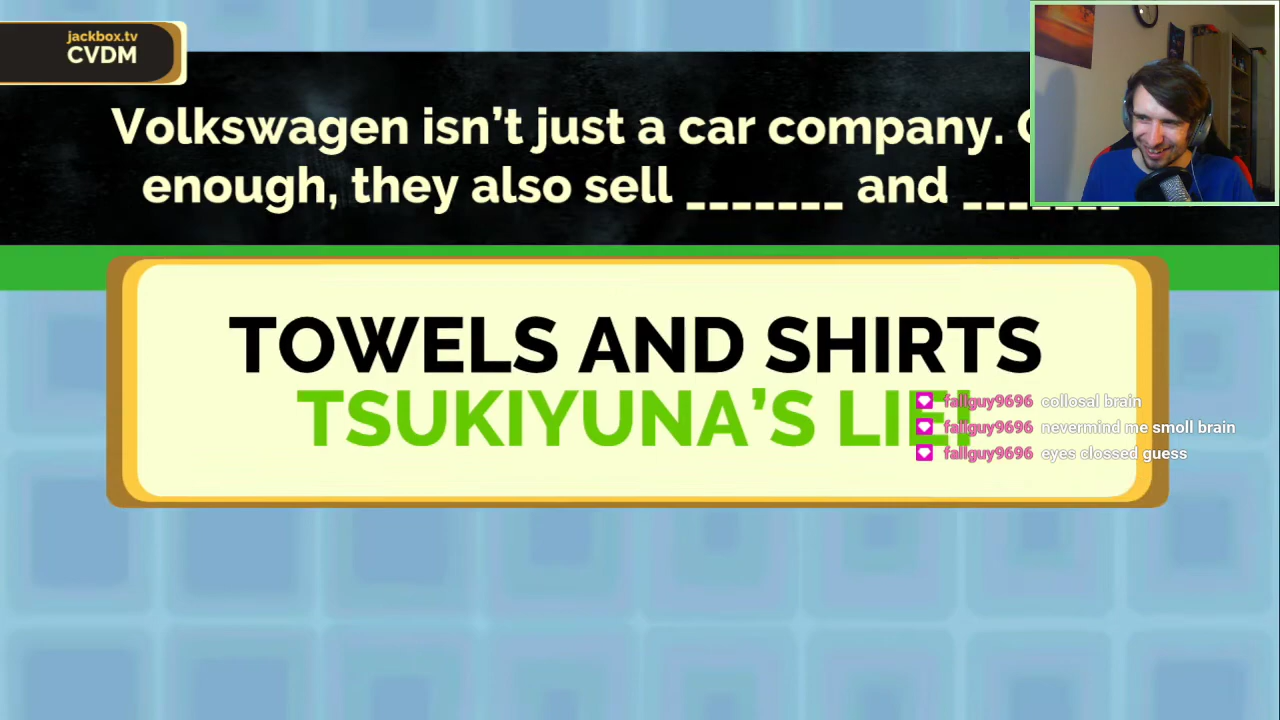 jackbox.tv
CVDM
Volkswagen isn't just a car company.
enough, they also sell _______ and _______
TOWELS AND SHIRTS
TSUKIYUNA'S LIE!
fallguy9696 collosal brain
fallguy9696 nevermind me smoll brain
fallguy9696 eyes clossed guess